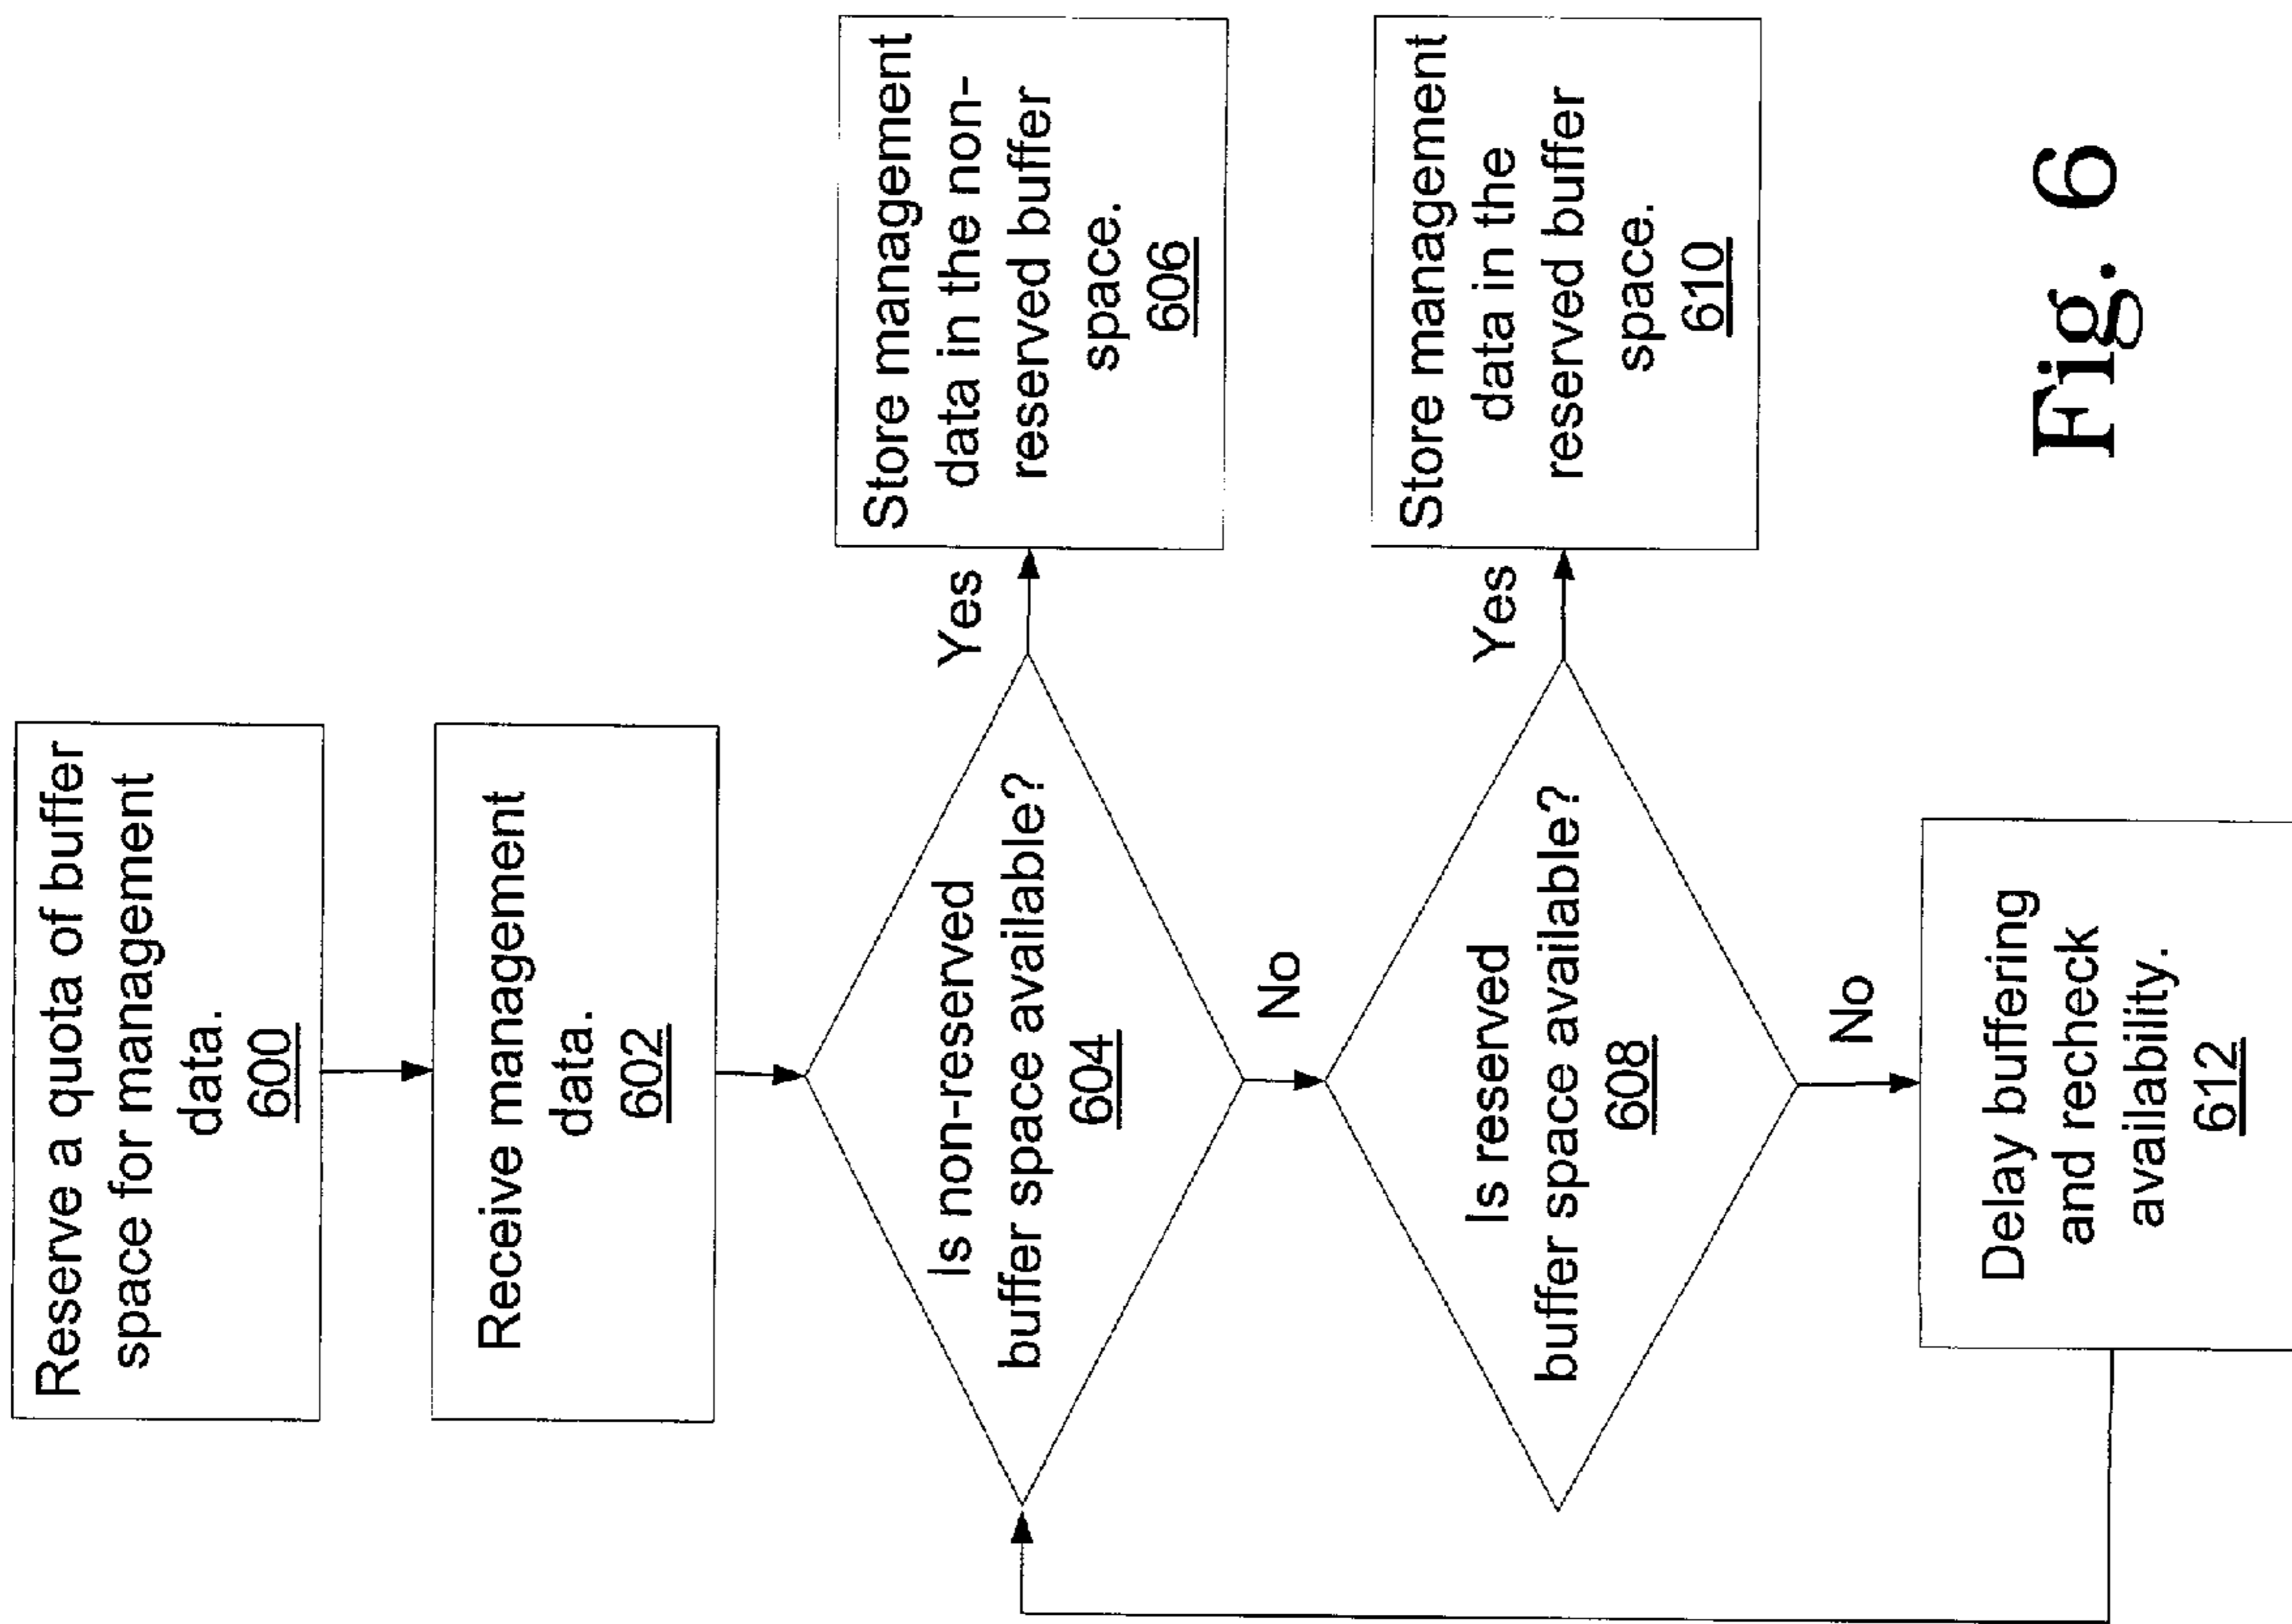 Reserve a quota of buffer
space for management
data.
600
Receive management
data.
602
Is non-reserved
buffer space available?
604
Yes
Store management
data in the non-
reserved buffer
space.
606
No
Is reserved
buffer space available?
608
Yes
Store management
data in the
reserved buffer
space.
610
No
Delay buffering
and recheck
availability.
612
Fig. 6